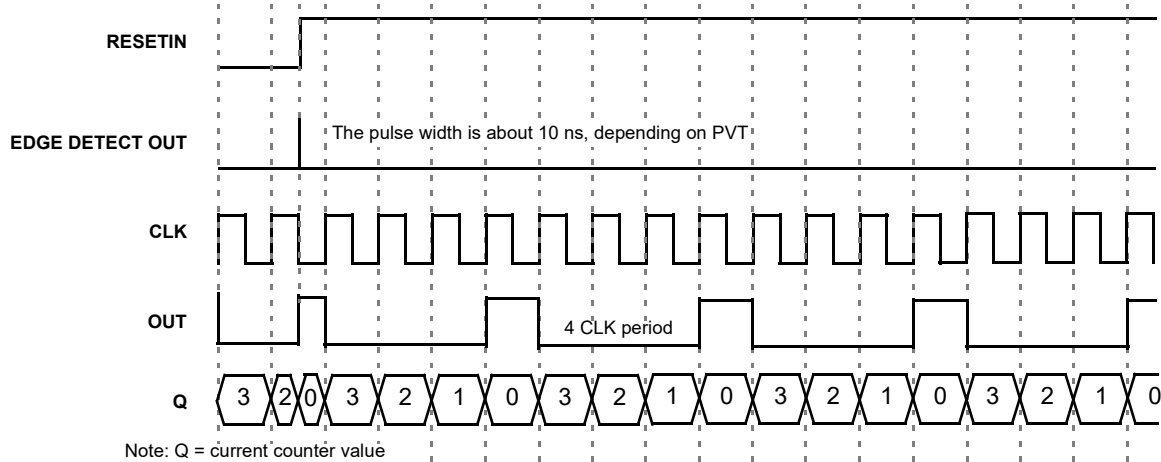 RESETIN
EDGE DETECT OUT
The pulse width is about 10 ns, depending on PVT
CLK
OUT
4 CLK period
Q
3 2 0 3 2 1 0 3 2 1 0 3 2 1 0 3 2 1 0
Note: Q = current counter value